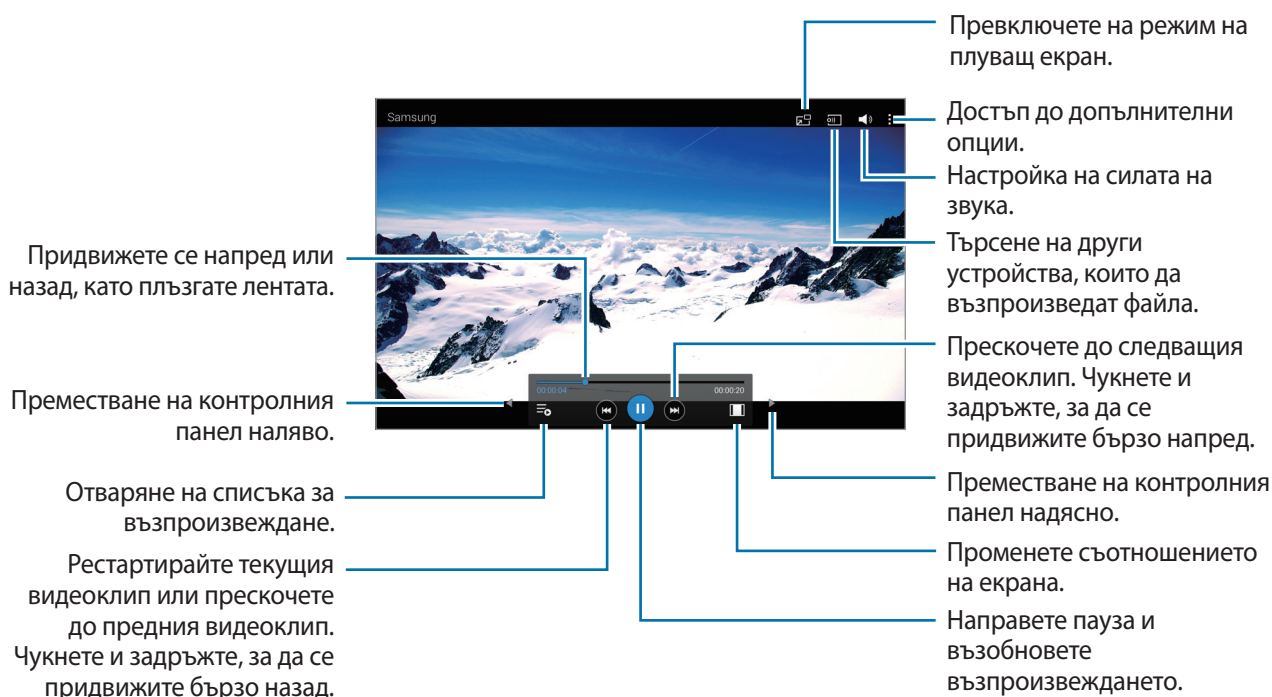 Превключете на режим на
плуващ екран.
Samsung
Достъп до допълнителни
опции.
Настройка на силата на
звука.
Търсене на други
устройства, които да
възпроизведат файла.
Придвижете се напред или
назад, като плъзгате лентата.
Прескочете до следващия
видеоклип. Чукнете и
задръжте, за да се
придвижите бързо напред.
00:00:04
00:00:20
Преместване на контролния
панел наляво.
Преместване на контролния
панел надясно.
Отваряне на списъка за
възпроизвеждане.
Променете съотношението
на екрана.
Рестартирайте текущия
видеоклип или прескочете
до предния видеоклип.
Чукнете и задръжте, за да се
придвижите бързо назад.
Направете пауза и
възобновете
възпроизвеждането.